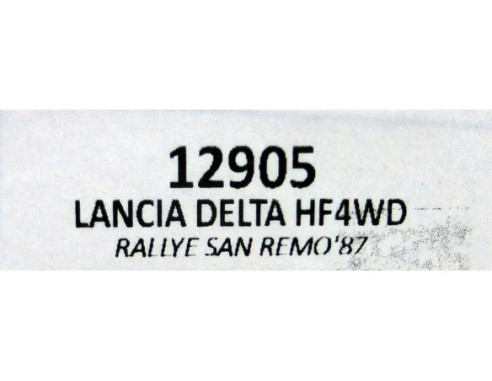 12905
LANCIA DELTA HF4WD
RALLYE SAN REMO'87